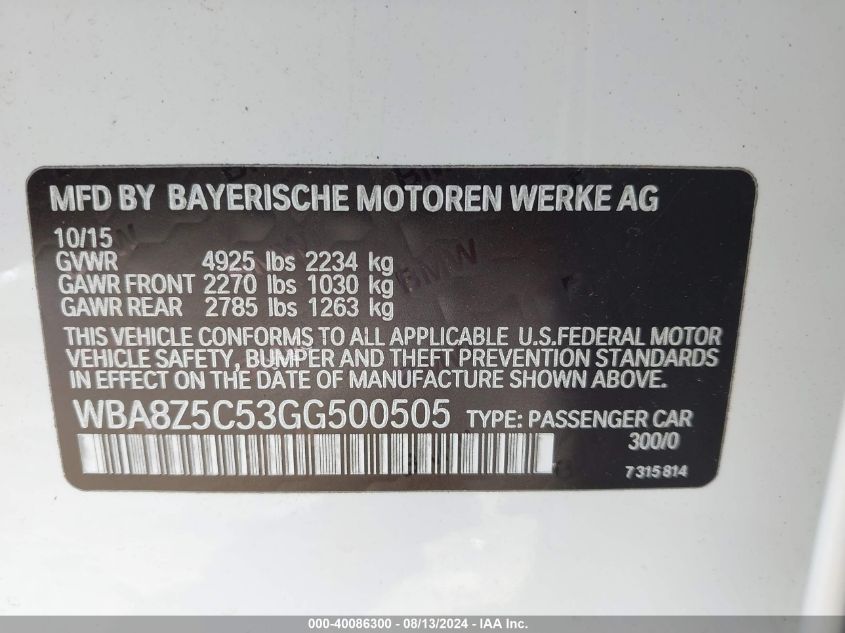 MFD BY BAYERISCHE MOTOREN WERKE AG
10/15
GVWR 4925 lbs 2234 kg
GAWR FRONT 2270 lbs 1030 kg
GAWR REAR 2785 lbs 1263 kg
THIS VEHICLE CONFORMS TO ALL APPLICABLE U.S.FEDERAL MOTOR
VEHICLE SAFETY, BUMPER AND THEFT PREVENTION STANDARDS
IN EFFECT ON THE DATE OF MANUFACTURE SHOWN ABOVE.
WBA8Z5C53GG500505 TYPE: PASSENGER CAR
300/0
7315814
000-40086300 - 08/13/2024 - IAA Inc.